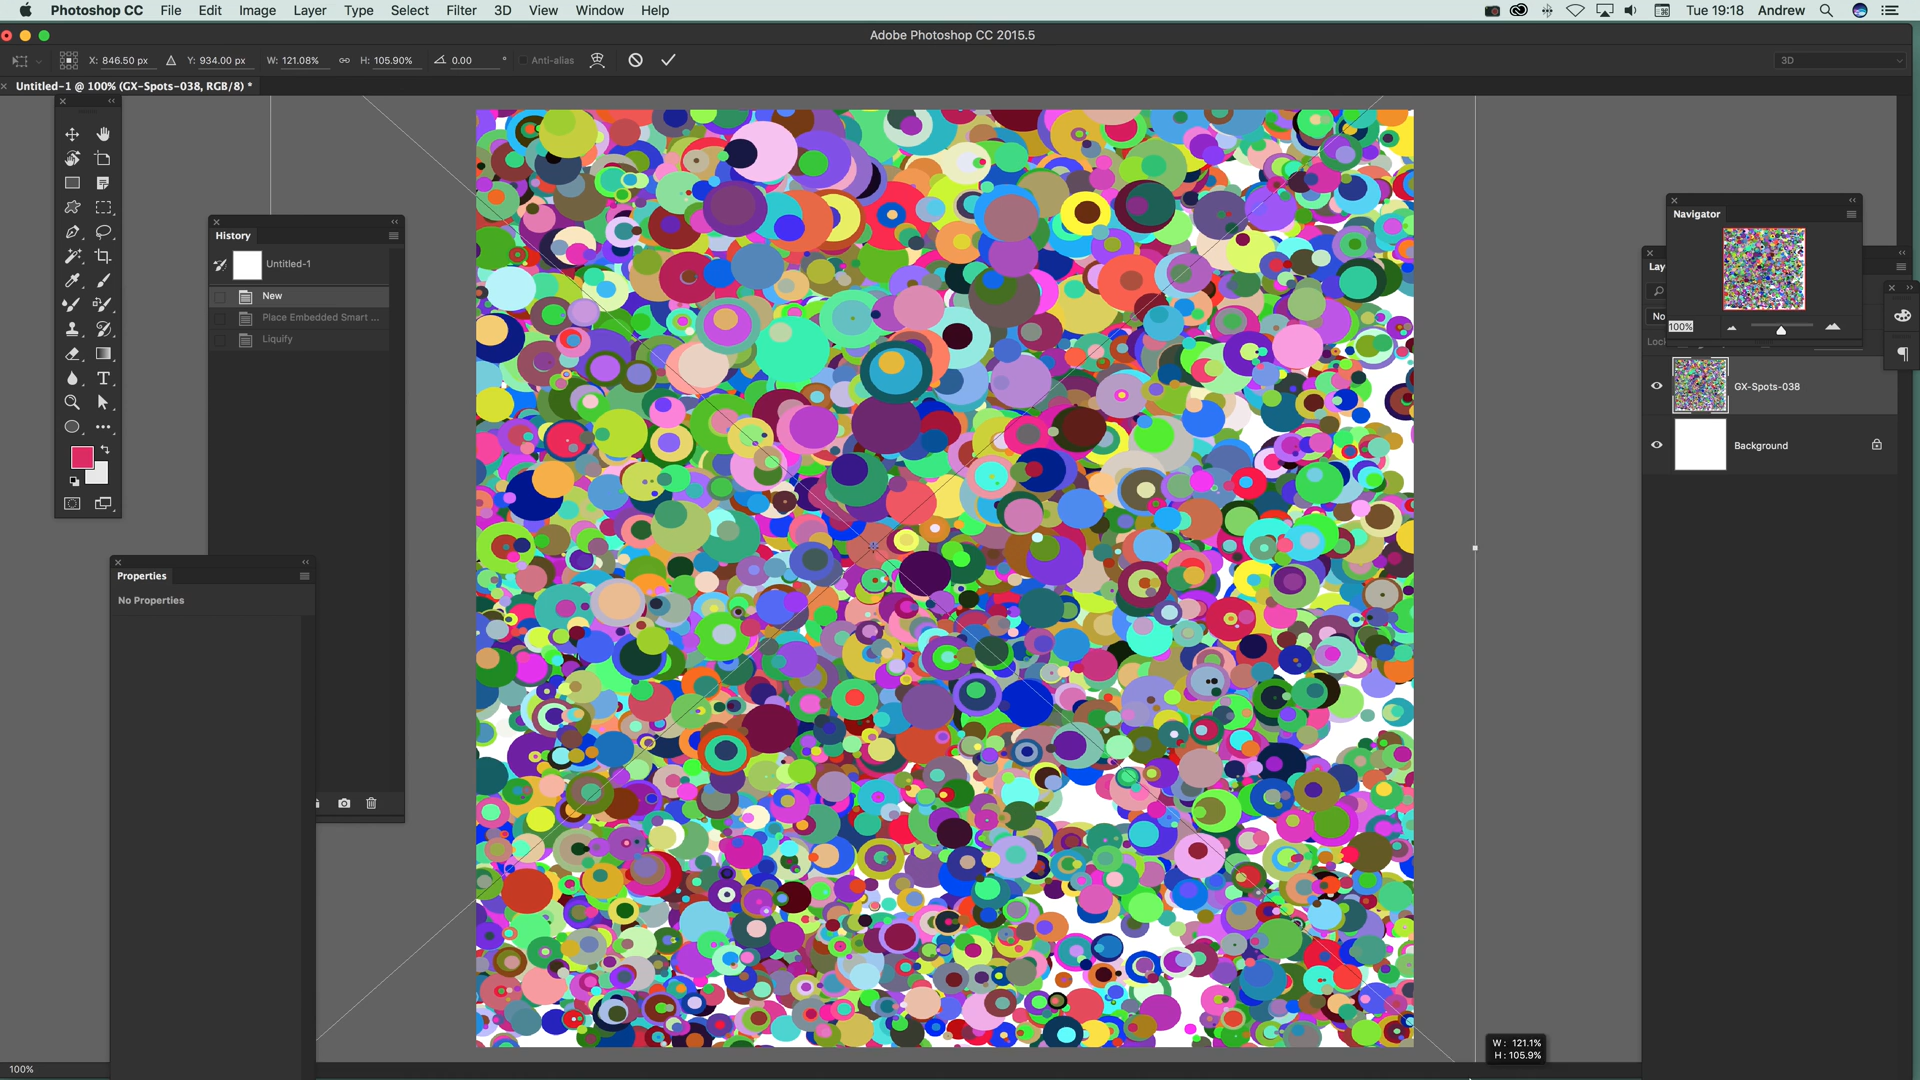 Photoshop CC File Edit Image Layer Type Select Filter 3D View Window Help Tue 19:18 Andrew
Adobe Photoshop CC 2015.5
X: 846.50 px Y: 934.00 px W: 121.08% H: 105.90% 0.00 ° Anti-alias 3D
Untitled-1 @ 100% (GX-Spots-038, RGB/8) *
History
Untitled-1
New
Place Embedded Smart ...
Liquify
Properties
No Properties
Navigator
100%
Lay
No
Lock
GX-Spots-038
Background
W: 121.1%
H: 105.9%
100%